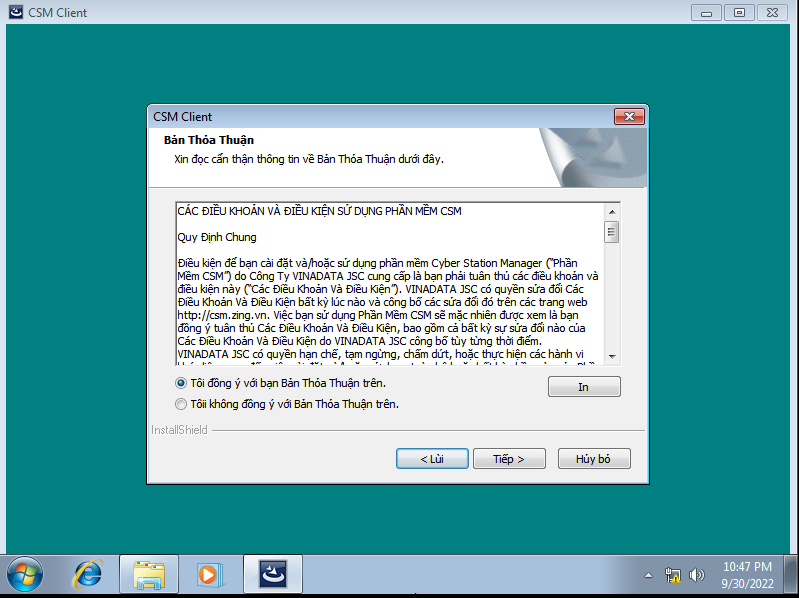 CSM Client
CSM Client
Bản Thỏa Thuận
Xin đọc cẩn thận thông tin về Bản Thỏa Thuận dưới đây.
CÁC ĐIỀU KHOẢN VÀ ĐIỀU KIỆN SỬ DỤNG PHẦN MỀM CSM
Quy Định Chung
Điều kiện để bạn cài đặt và/hoặc sử dụng phần mềm Cyber Station Manager (“Phần
Mềm CSM”) do Công Ty VINADATA JSC cung cấp là bạn phải tuân thủ các điều khoản và
điều kiện này (“Các Điều Khoản Và Điều Kiện”). VINADATA JSC có quyền sửa đổi Các
Điều Khoản Và Điều Kiện bất kỳ lúc nào và công bố các sửa đổi đó trên các trang web
http://csm.zing.vn. Việc bạn sử dụng Phần Mềm CSM sẽ mặc nhiên được xem là bạn
đồng ý tuân thủ Các Điều Khoản Và Điều Kiện, bao gồm cả bất kỳ sự sửa đổi nào của
Các Điều Khoản Và Điều Kiện do VINADATA JSC công bố tùy từng thời điểm.
VINADATA JSC có quyền hạn chế, tạm ngừng, chấm dứt, hoặc thực hiện các hành vi
Tôi đồng ý với bạn Bản Thỏa Thuận trên.
In
Tôii không đồng ý với Bản Thỏa Thuận trên.
InstallShield
< Lùi
Tiếp >
Hủy bỏ
10:47 PM
9/30/2022